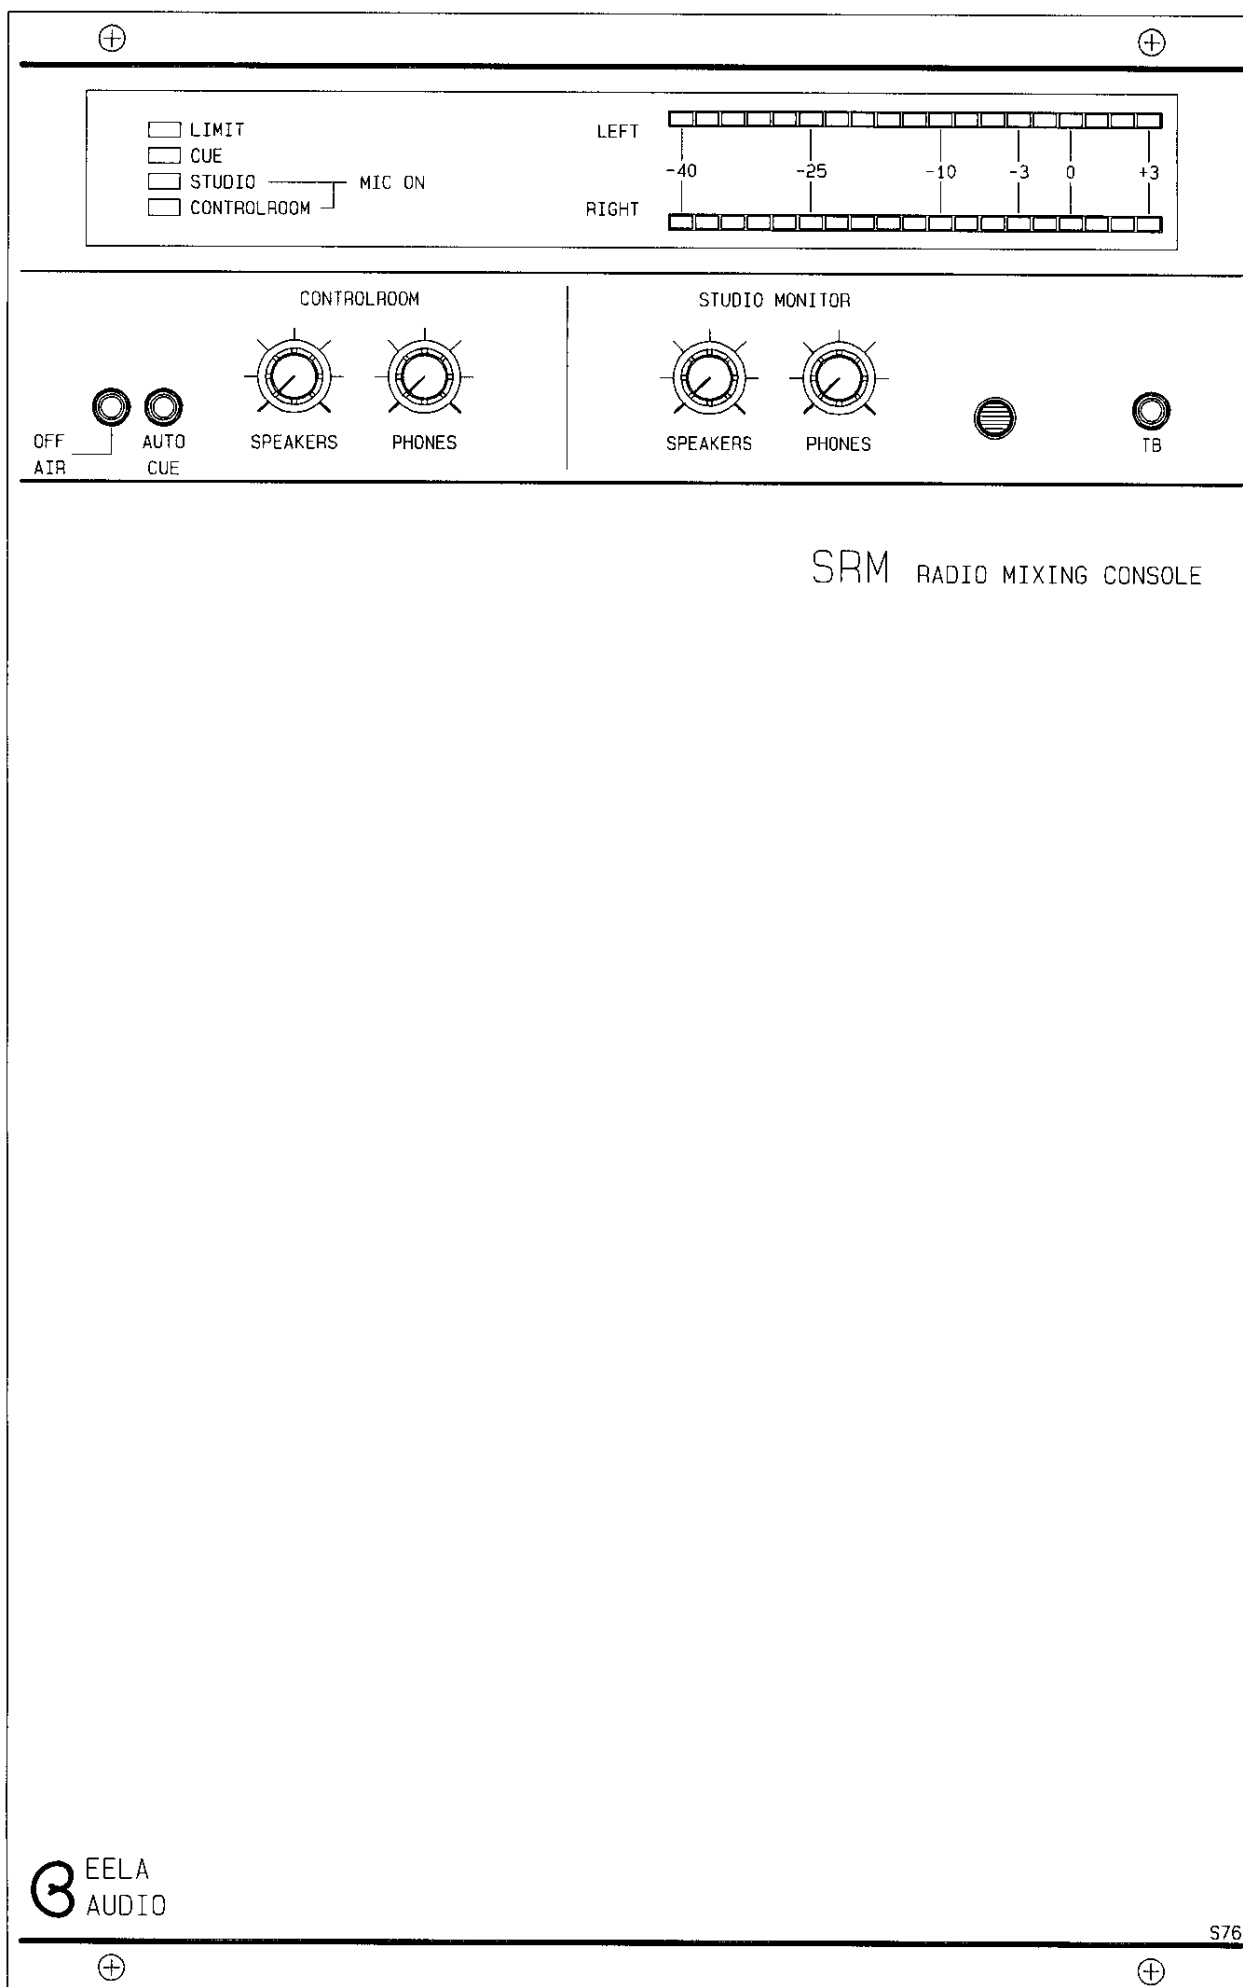 LIMIT
CUE
STUDIO
CONTROLROOM
MIC ON
LEFT
-40 -25 -10 -3 0 +3
RIGHT
CONTROLROOM
STUDIO MONITOR
OFF
AIR
AUTO
CUE
SPEAKERS
PHONES
SPEAKERS
PHONES
TB
SRM RADIO MIXING CONSOLE
EELA
AUDIO
S76